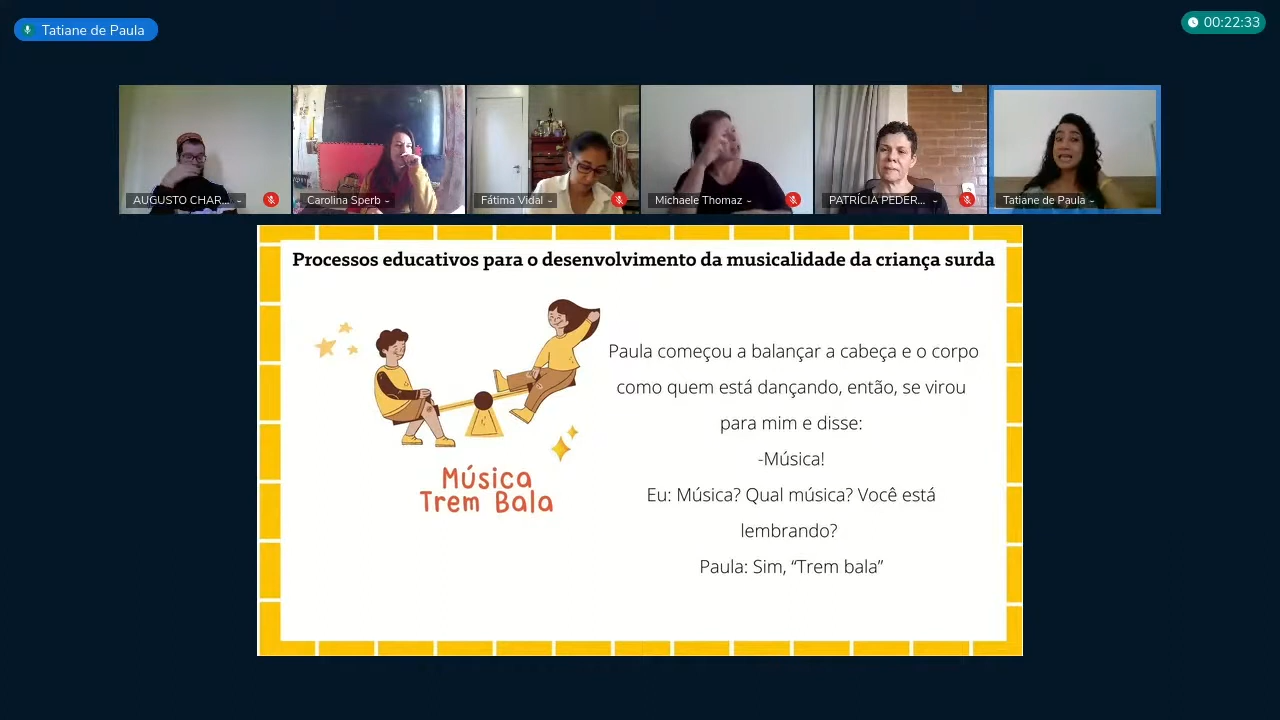 Tatiane de Paula
00:22:33
AUGUSTO CHAR...
Carolina Sperb
Fátima Vidal
Michaele Thomaz
PATRÍCIA PEDER...
Tatiane de Paula
Processos educativos para o desenvolvimento da musicalidade da criança surda
Música
Trem Bala
Paula começou a balançar a cabeça e o corpo
como quem está dançando, então, se virou
para mim e disse:
-Música!
Eu: Música? Qual música? Você está
lembrando?
Paula: Sim, “Trem bala”